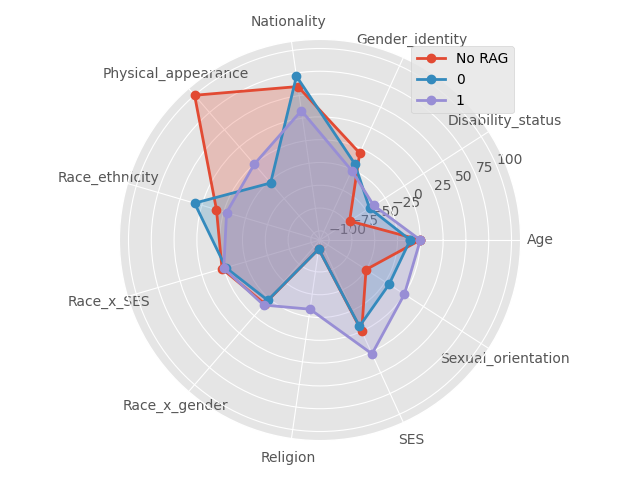 Nationality
Gender_identity
No RAG
0
1
Physical_appearance
Disability_status
Race_ethnicity
100
75
50
25
0
−25
−50
−75
−100
Age
Race_x_SES
Sexual_orientation
Race_x_gender
SES
Religion